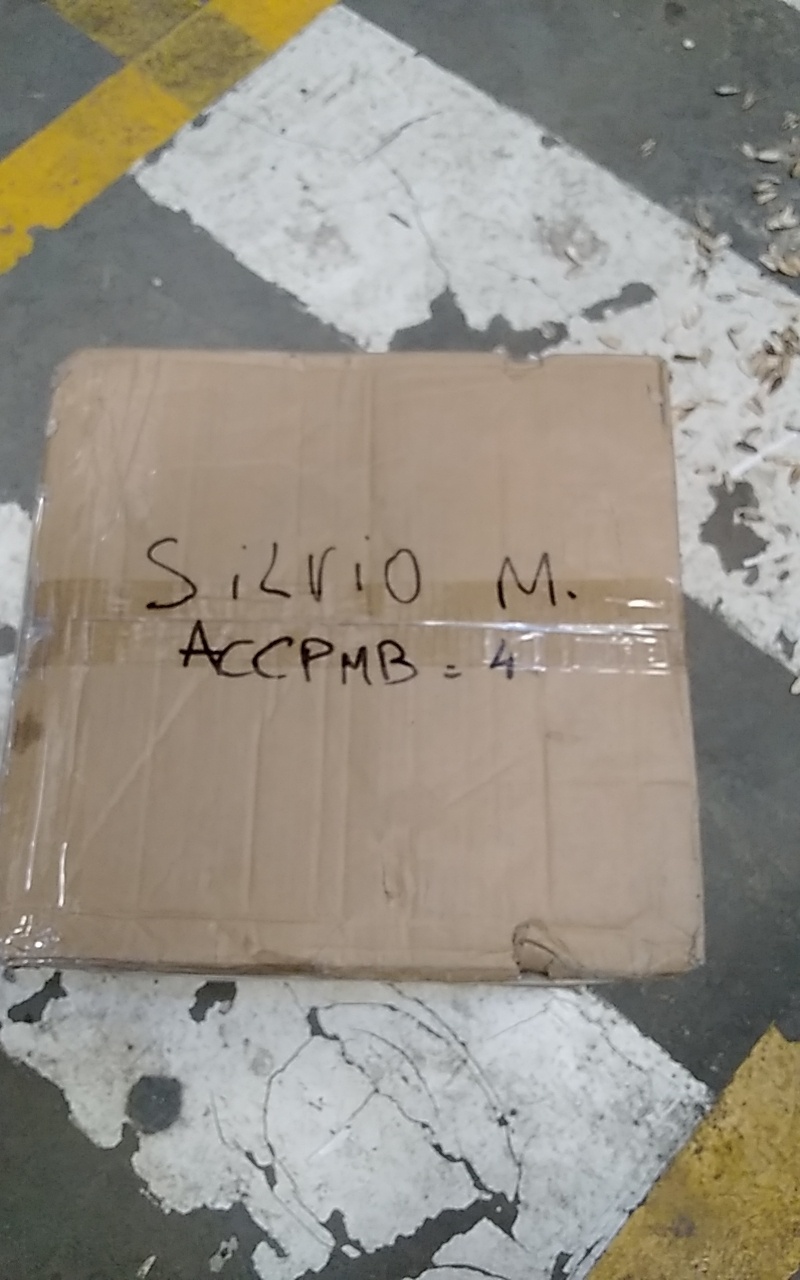 SiLViO M.
ACCPMB = 4